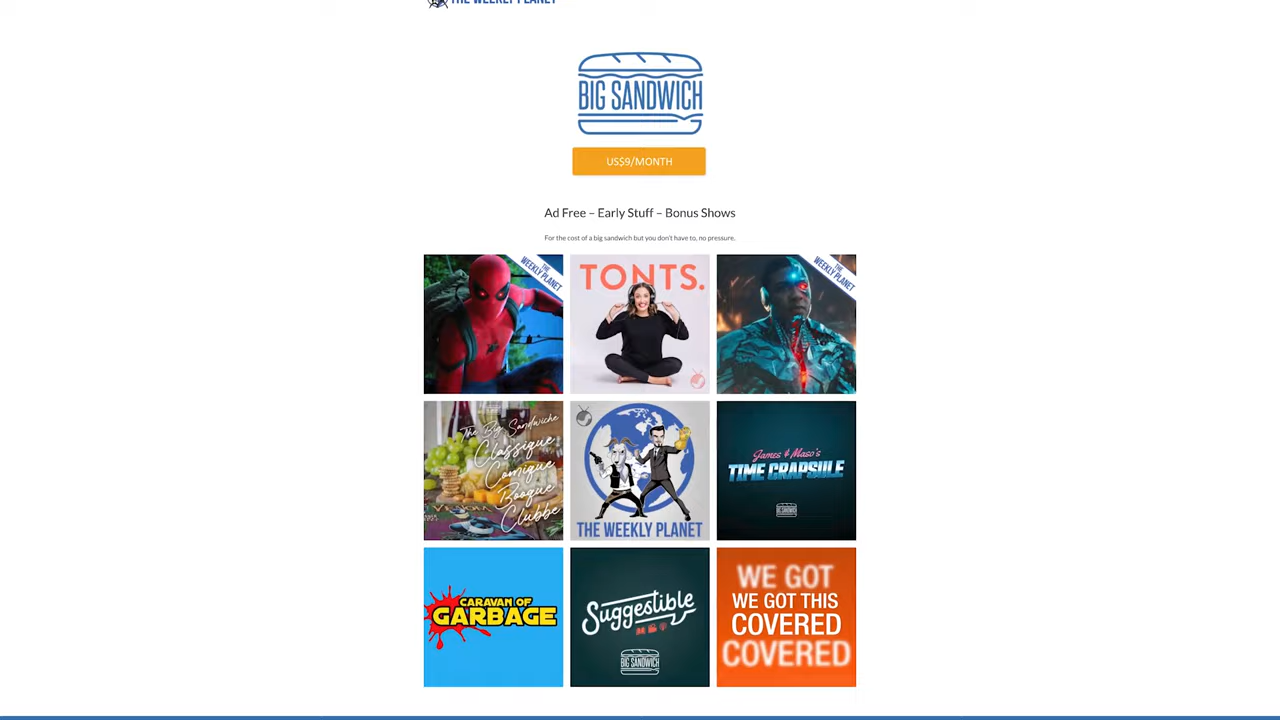 THE WEEKLY PLANET
BIG SANDWICH
US$9/MONTH
Ad Free – Early Stuff – Bonus Shows
For the cost of a big sandwich but you don't have to, no pressure.
THE
WEEKLY PLANET
TONTS.
THE
WEEKLY PLANET
The Big Sandwiche
Classique
Comique
Booque
Clubbe
THE WEEKLY PLANET
James & Maso's
TIME CRAPSULE
BIG SANDWICH
CARAVAN OF
GARBAGE
Suggestible
BIG SANDWICH
WE GOT
WE GOT THIS
COVERED
COVERED